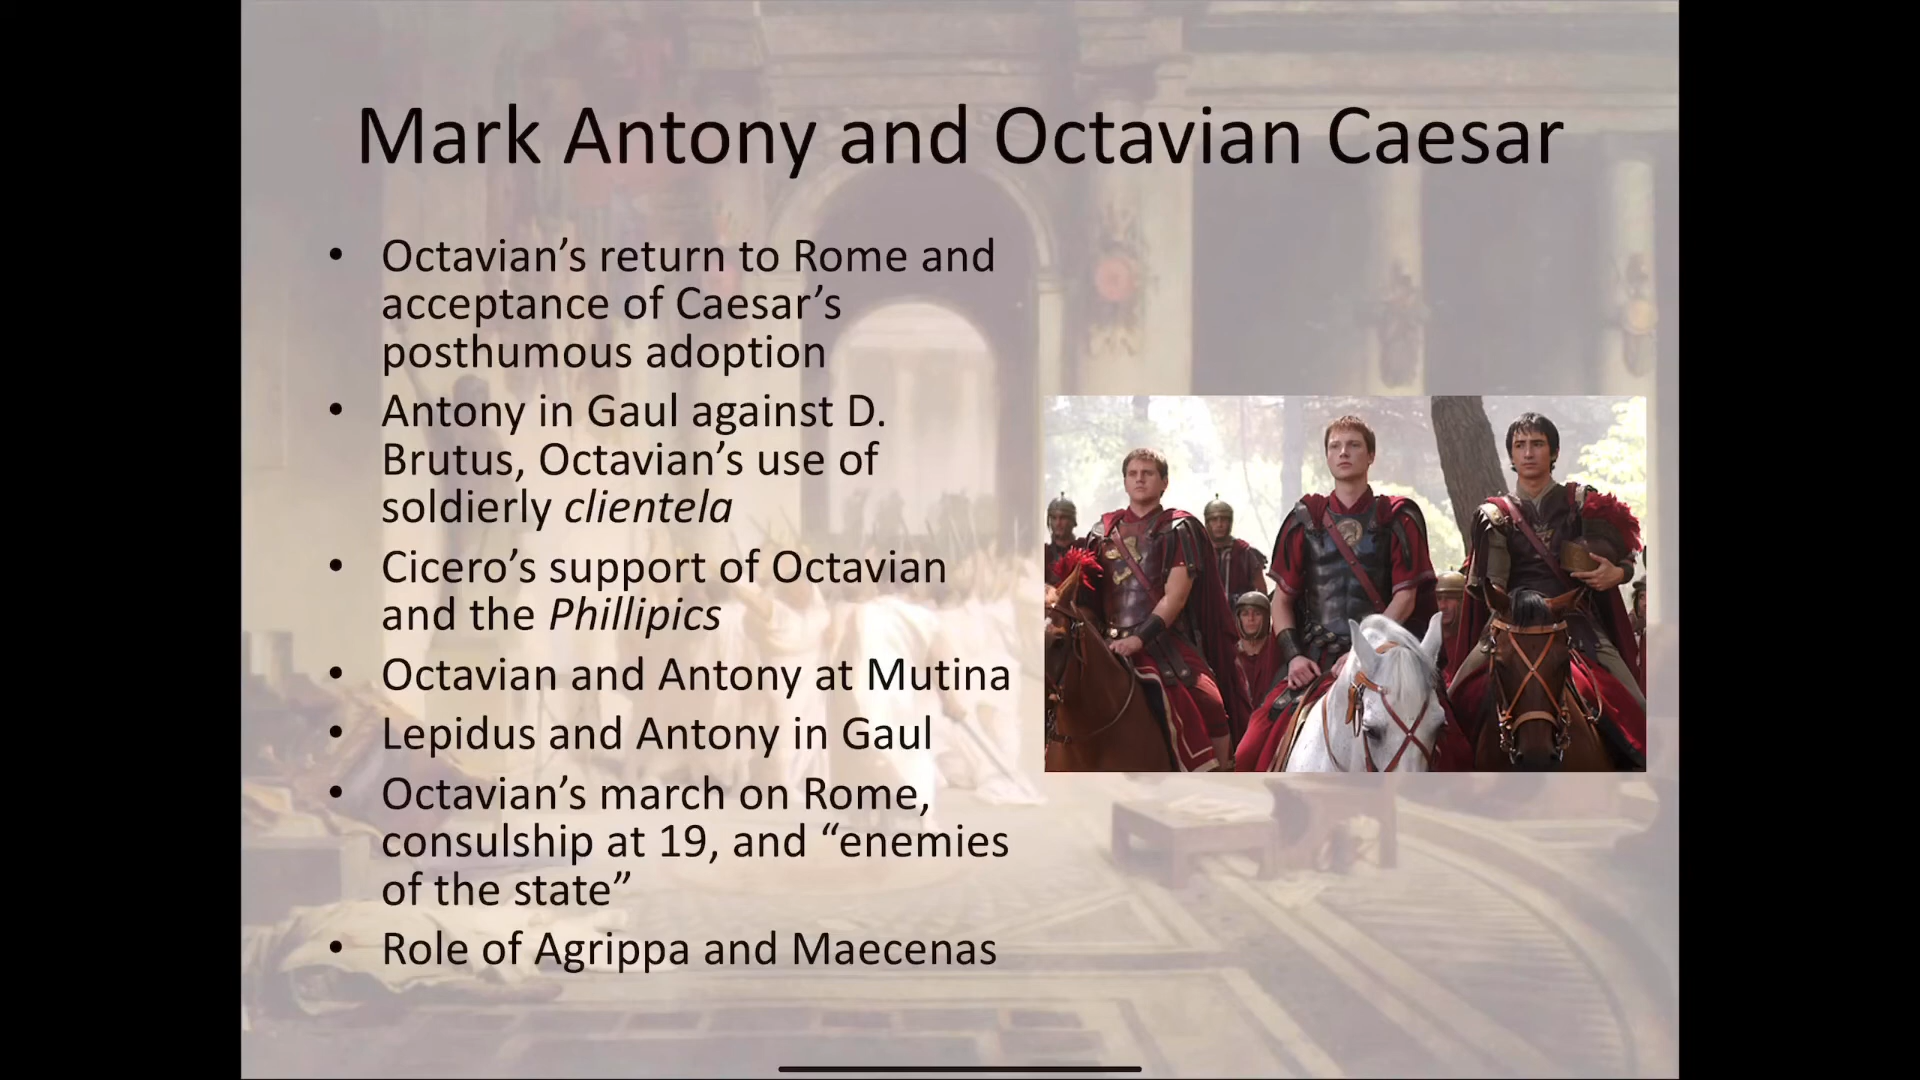 Mark Antony and Octavian Caesar
• Octavian’s return to Rome and
acceptance of Caesar’s
posthumous adoption
• Antony in Gaul against D.
Brutus, Octavian’s use of
soldierly clientela
• Cicero’s support of Octavian
and the Phillipics
• Octavian and Antony at Mutina
• Lepidus and Antony in Gaul
• Octavian’s march on Rome,
consulship at 19, and “enemies
of the state”
• Role of Agrippa and Maecenas